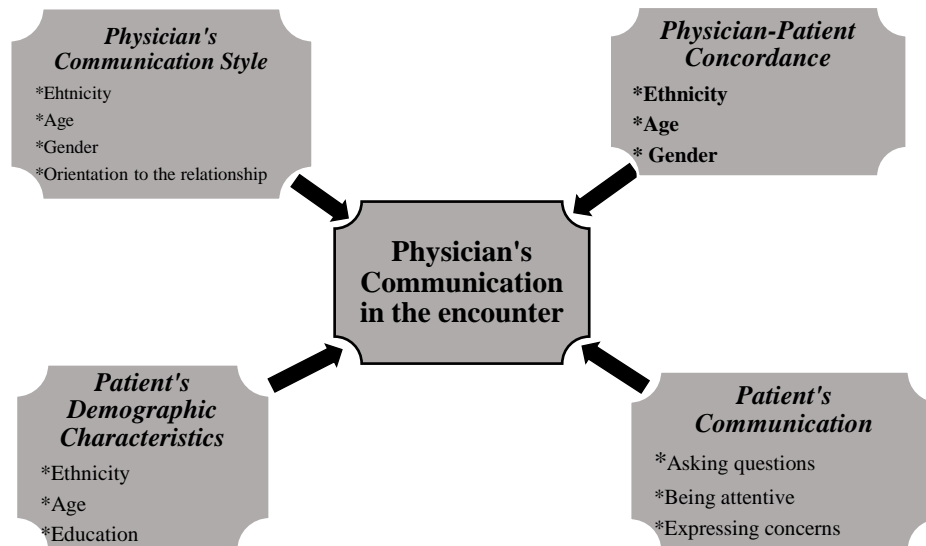 Physician's
Communication Style
*Ehtnicity
*Age
*Gender
*Orientation to the relationship
Physician-Patient
Concordance
*Ethnicity
*Age
* Gender
Physician's
Communication
in the encounter
Patient's
Demographic
Characteristics
*Ethnicity
*Age
*Education
Patient's
Communication
*Asking questions
*Being attentive
*Expressing concerns